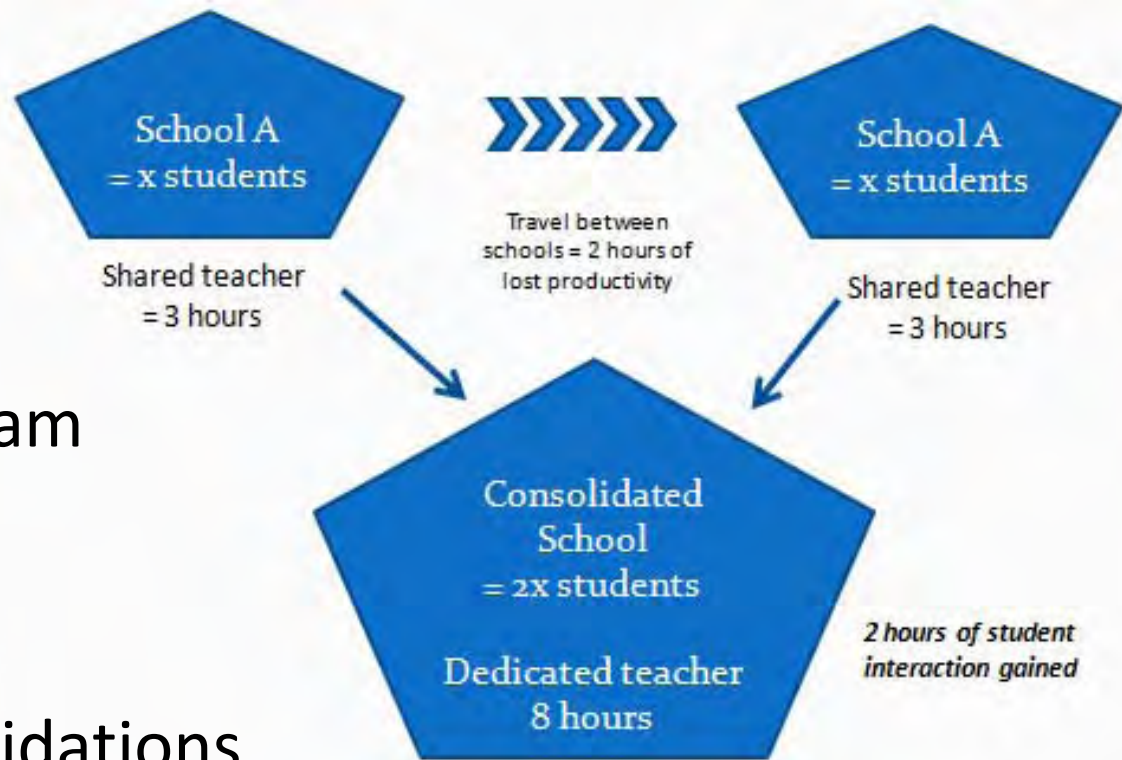 School A
= x students
Travel between
schools = 2 hours of
lost productivity
School A
= x students
Shared teacher
= 3 hours
Shared teacher
= 3 hours
am
Consolidated
School
= 2x students
Dedicated teacher
8 hours
2 hours of student
interaction gained
idations